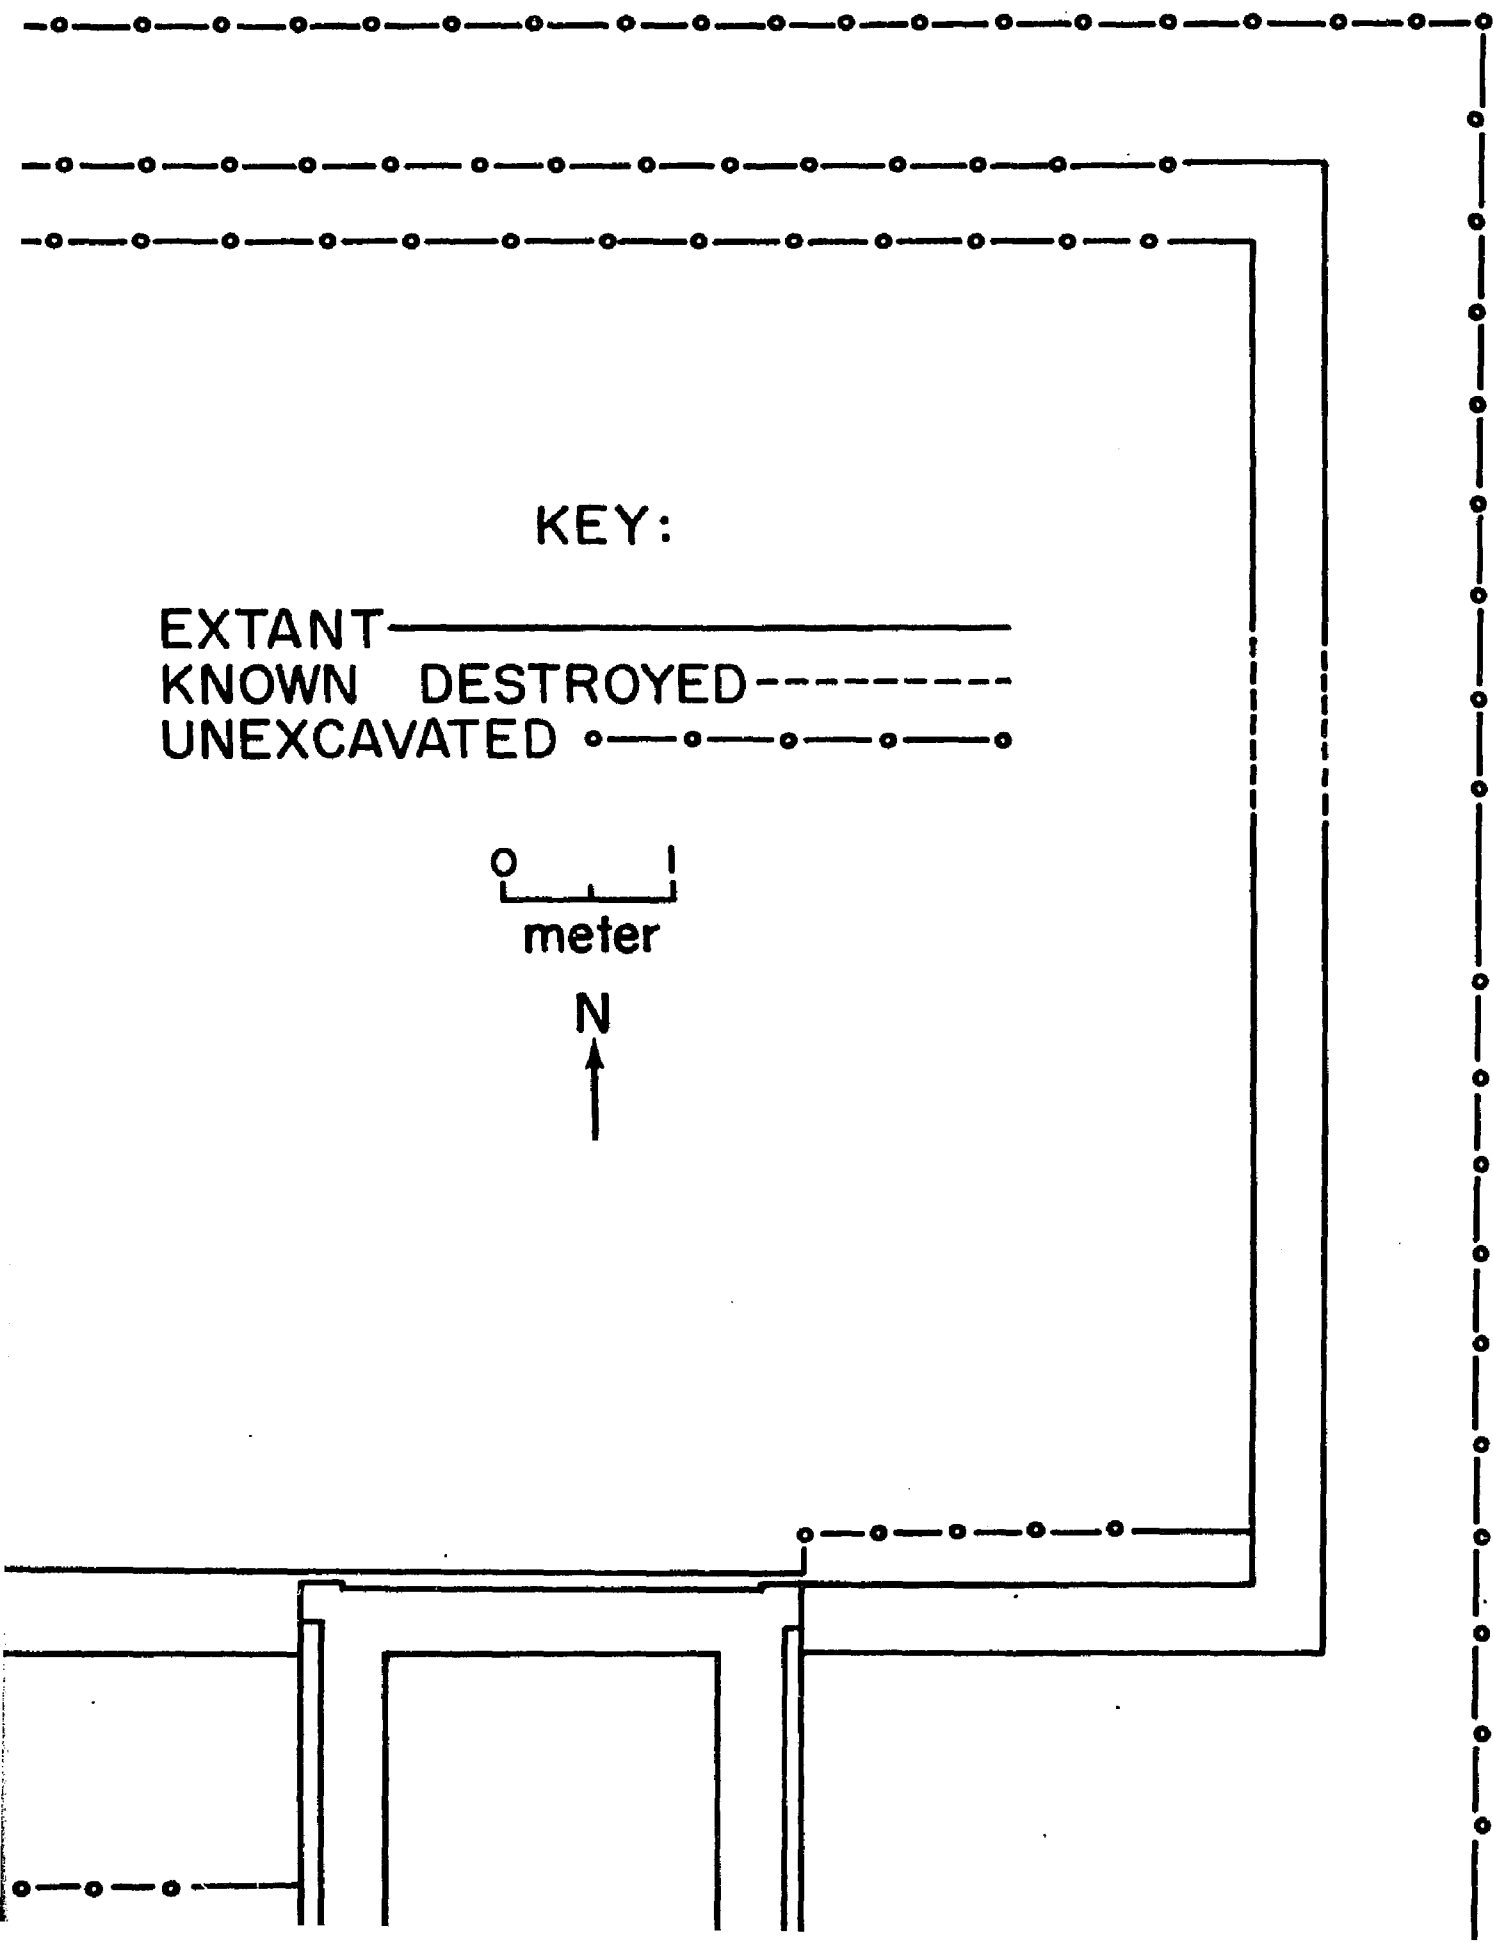 KEY:
EXTANT
KNOWN DESTROYED
UNEXCAVATED
0 1
meter
N